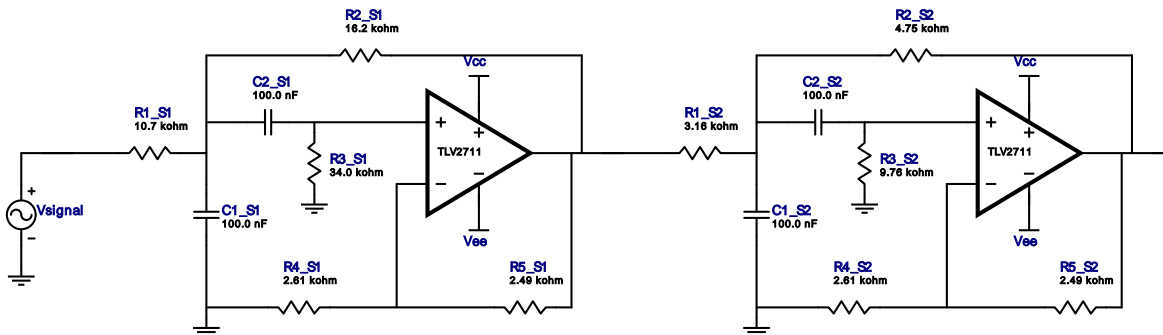 R2_S1
16.2 kohm
R2_S2
4.75 kohm
Vcc
Vcc
C2_S1
100.0 nF
C2_S2
100.0 nF
R1_S1
10.7 kohm
R1_S2
3.16 kohm
+
+
TLV2711
−
+
+
TLV2711
−
R3_S1
34.0 kohm
R3_S2
9.76 kohm
+
Vsignal
−
C1_S1
100.0 nF
C1_S2
100.0 nF
Vee
Vee
R4_S1
2.61 kohm
R5_S1
2.49 kohm
R4_S2
2.61 kohm
R5_S2
2.49 kohm